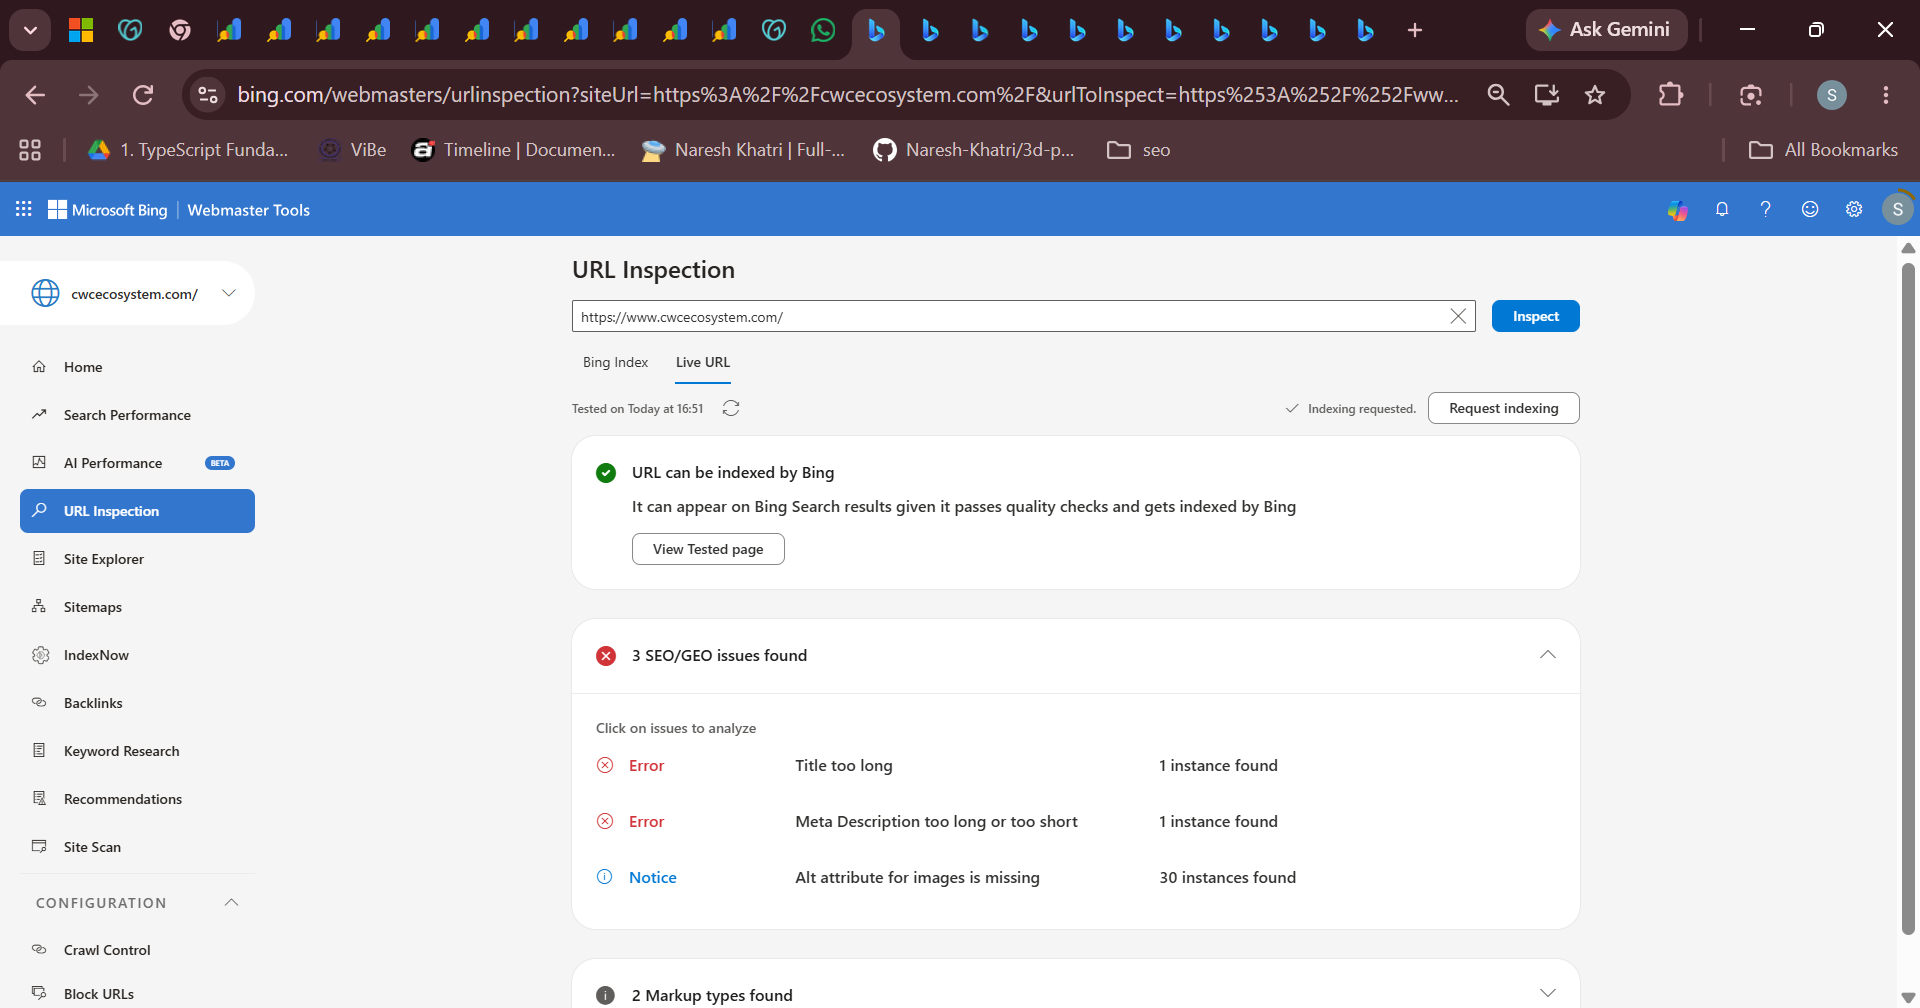 Ask Gemini
bing.com/webmasters/urlinspection?siteUrl=https%3A%2F%2Fcwcecosystem.com%2F&urlToInspect=https%253A%252F%252Fww...
S
1. TypeScript Funda...
ViBe
Timeline | Documen...
Naresh Khatri | Full-...
Naresh-Khatri/3d-p...
seo
All Bookmarks
Microsoft Bing | Webmaster Tools
S
cwcecosystem.com/
Home
Search Performance
AI Performance BETA
URL Inspection
Site Explorer
Sitemaps
IndexNow
Backlinks
Keyword Research
Recommendations
Site Scan
CONFIGURATION
Crawl Control
Block URLs
URL Inspection
https://www.cwcecosystem.com/
Inspect
Bing Index Live URL
Tested on Today at 16:51
Indexing requested.
Request indexing
URL can be indexed by Bing
It can appear on Bing Search results given it passes quality checks and gets indexed by Bing
View Tested page
3 SEO/GEO issues found
Click on issues to analyze
Error Title too long 1 instance found
Error Meta Description too long or too short 1 instance found
Notice Alt attribute for images is missing 30 instances found
2 Markup types found